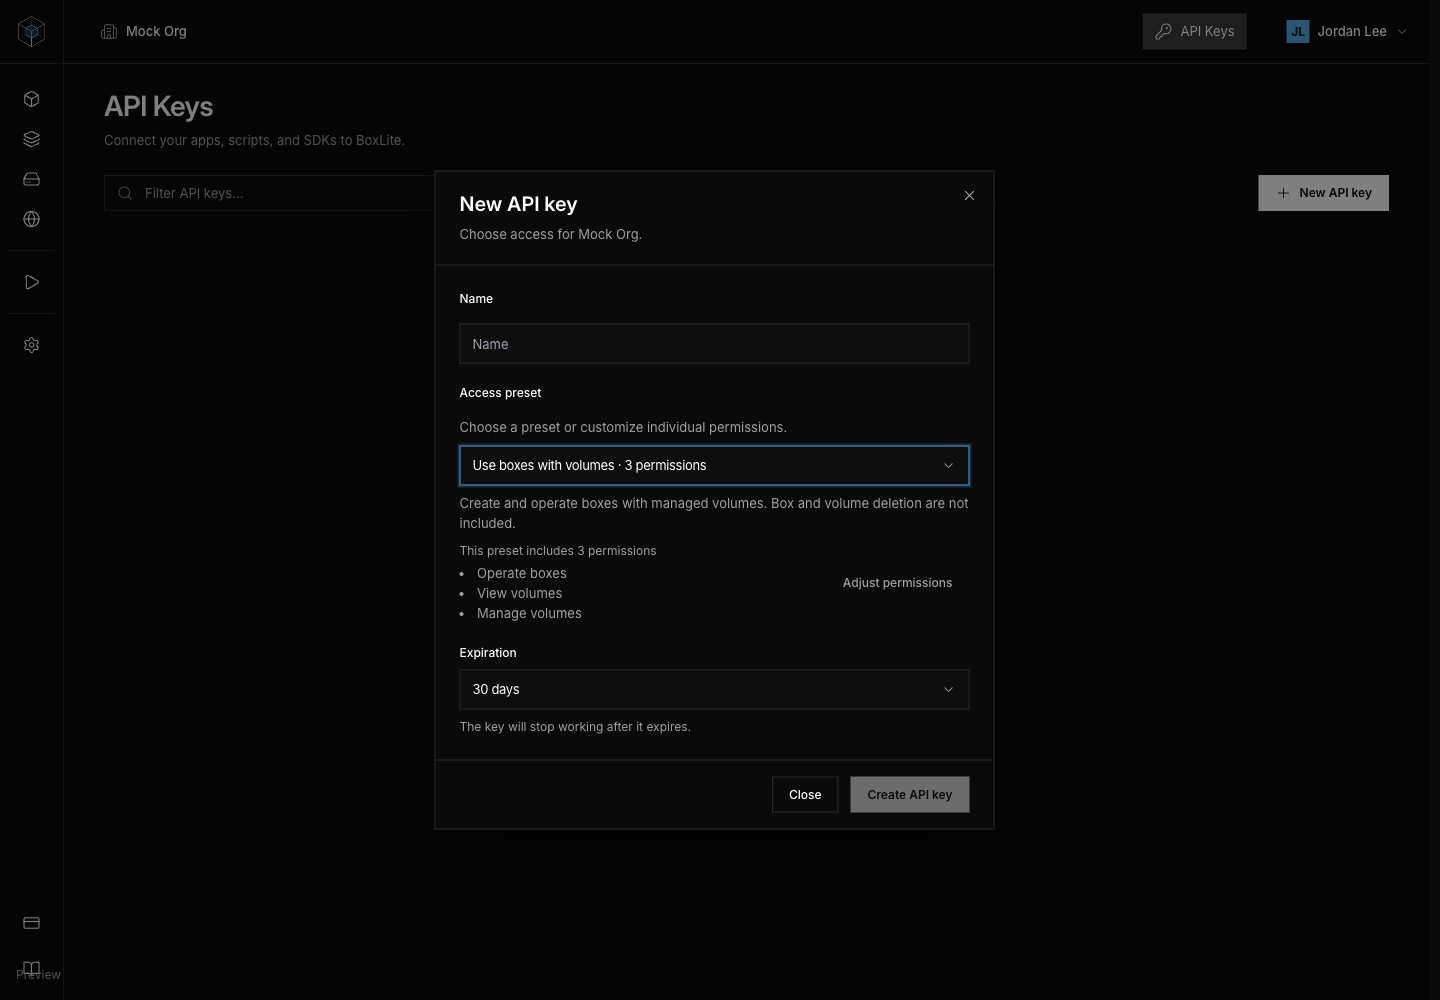 Mock Org
API Keys
JL
Jordan Lee
API Keys
Connect your apps, scripts, and SDKs to BoxLite.
Filter API keys...
New API key
New API key
Choose access for Mock Org.
Name
Name
Access preset
Choose a preset or customize individual permissions.
Use boxes with volumes · 3 permissions
Create and operate boxes with managed volumes. Box and volume deletion are not
included.
This preset includes 3 permissions
• Operate boxes
• View volumes
• Manage volumes
Adjust permissions
Expiration
30 days
The key will stop working after it expires.
Close
Create API key
Preview